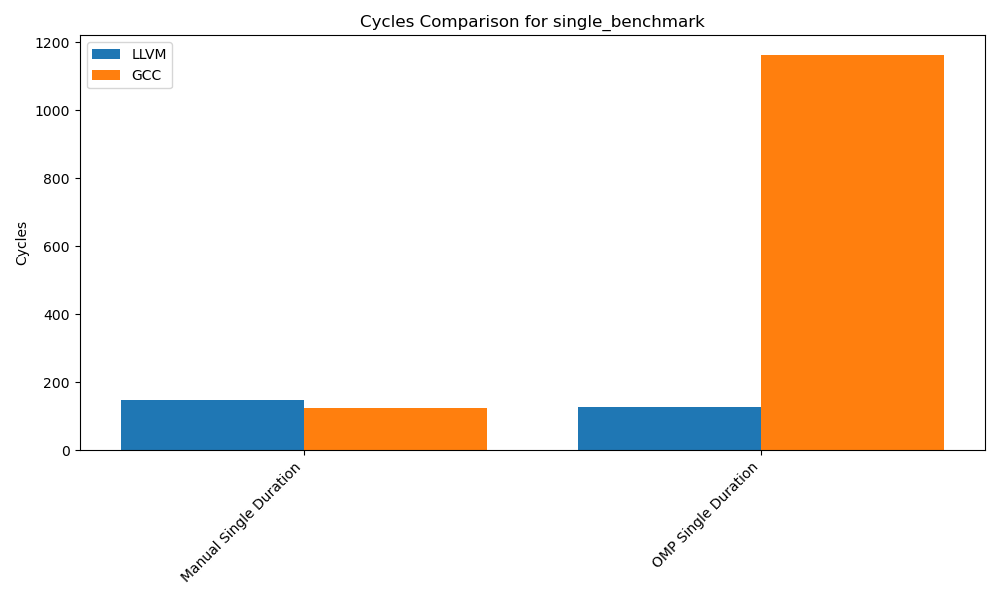 Cycles Comparison for single_benchmark
LLVM
GCC
Cycles
1200
1000
800
600
400
200
0
Manual Single Duration
OMP Single Duration